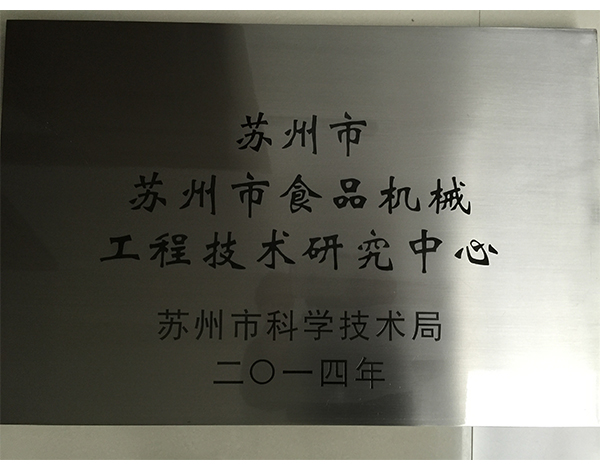 苏州市
苏州市食品机械
工程技术研究中心
苏州市科学技术局
二〇一四年